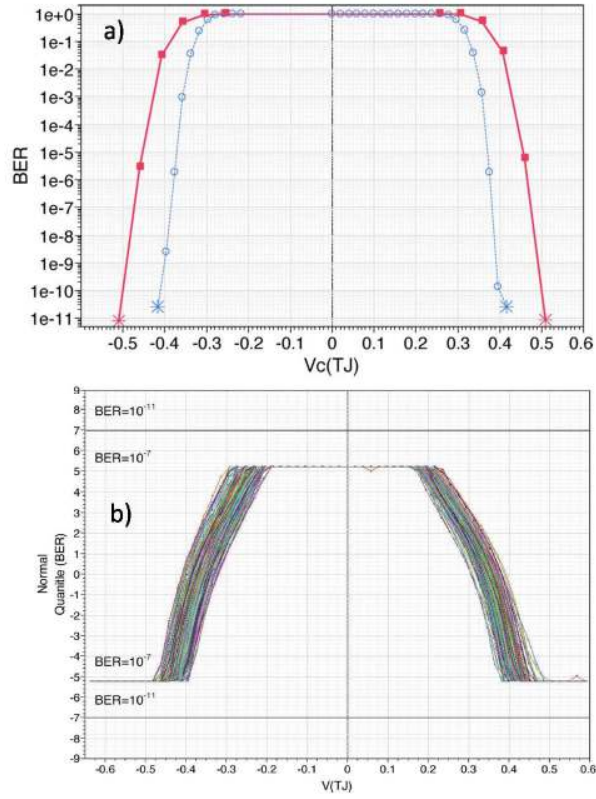 a)
1e+0
1e-1
1e-2
1e-3
1e-4
1e-5
1e-6
1e-7
1e-8
1e-9
1e-10
1e-11
BER
-0.5 -0.4 -0.3 -0.2 -0.1 0 0.1 0.2 0.3 0.4 0.5 0.6
Vc(TJ)
b)
9
8
7
6
5
4
3
2
1
0
-1
-2
-3
-4
-5
-6
-7
-8
-9
BER=10⁻¹¹
BER=10⁻⁷
Normal
Quanitle (BER)
BER=10⁻⁷
BER=10⁻¹¹
-0.6 -0.5 -0.4 -0.3 -0.2 -0.1 0 0.1 0.2 0.3 0.4 0.5 0.6
V(TJ)